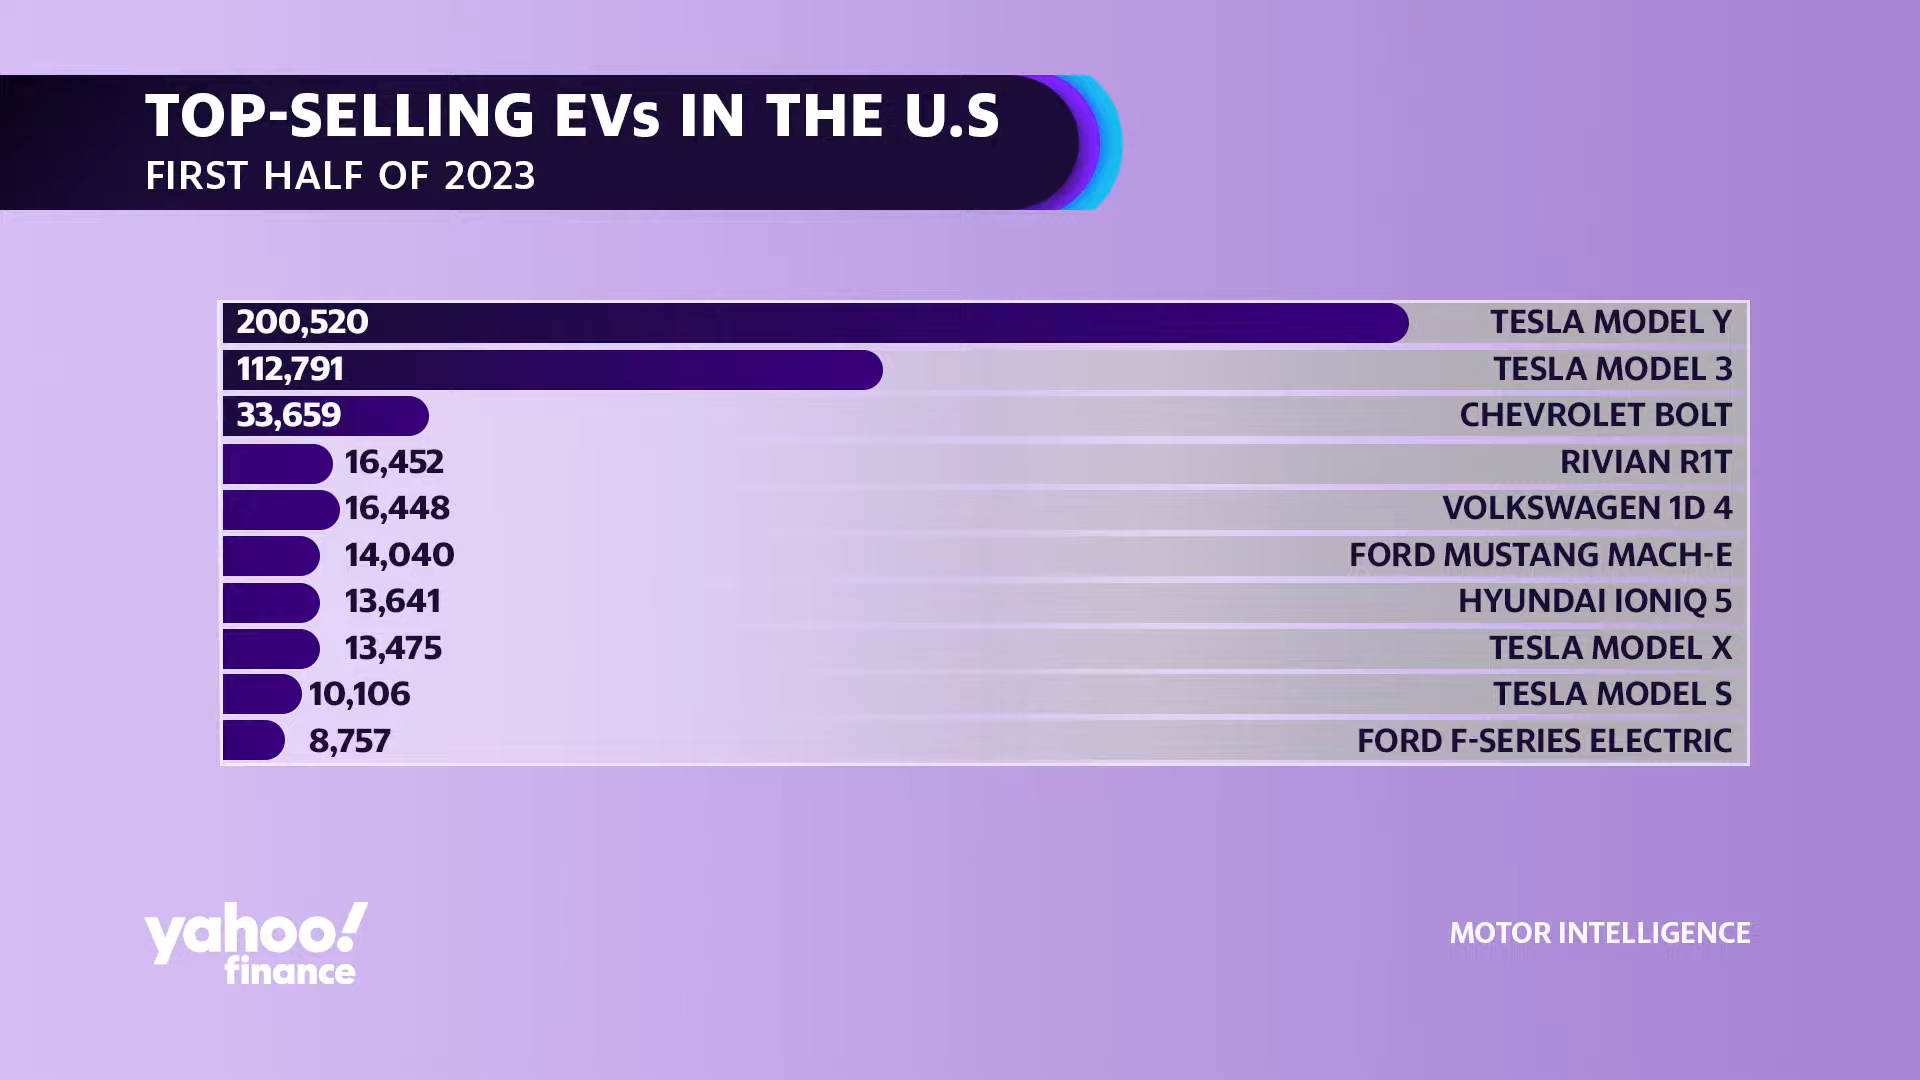 TOP-SELLING EVs IN THE U.S
FIRST HALF OF 2023
200,520 TESLA MODEL Y
112,791 TESLA MODEL 3
33,659 CHEVROLET BOLT
16,452 RIVIAN R1T
16,448 VOLKSWAGEN 1D 4
14,040 FORD MUSTANG MACH-E
13,641 HYUNDAI IONIQ 5
13,475 TESLA MODEL X
10,106 TESLA MODEL S
8,757 FORD F-SERIES ELECTRIC
yahoo!
finance
MOTOR INTELLIGENCE